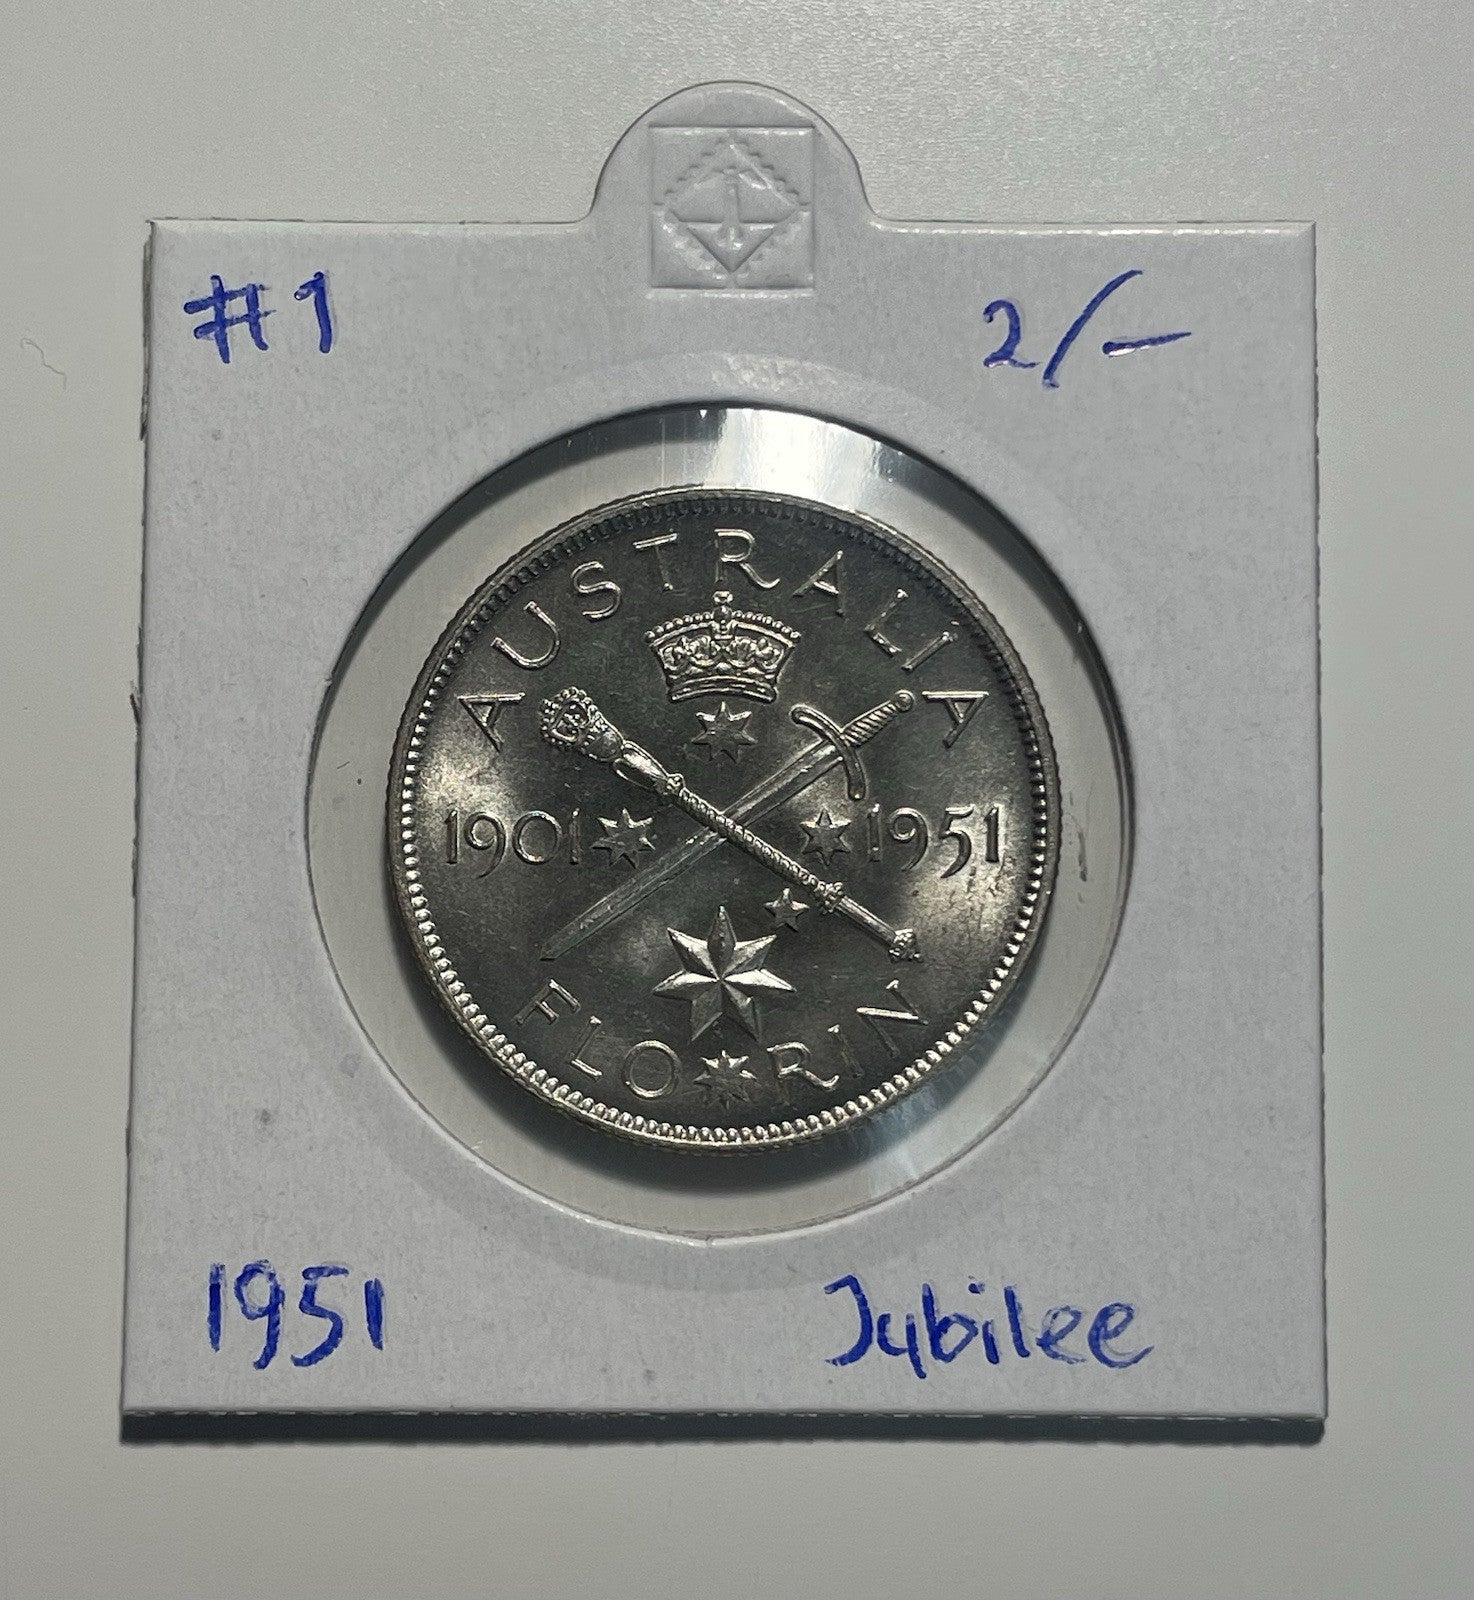 #1 2/-
AUSTRALIA
1901 1951
FLORIN
1951 Jubilee